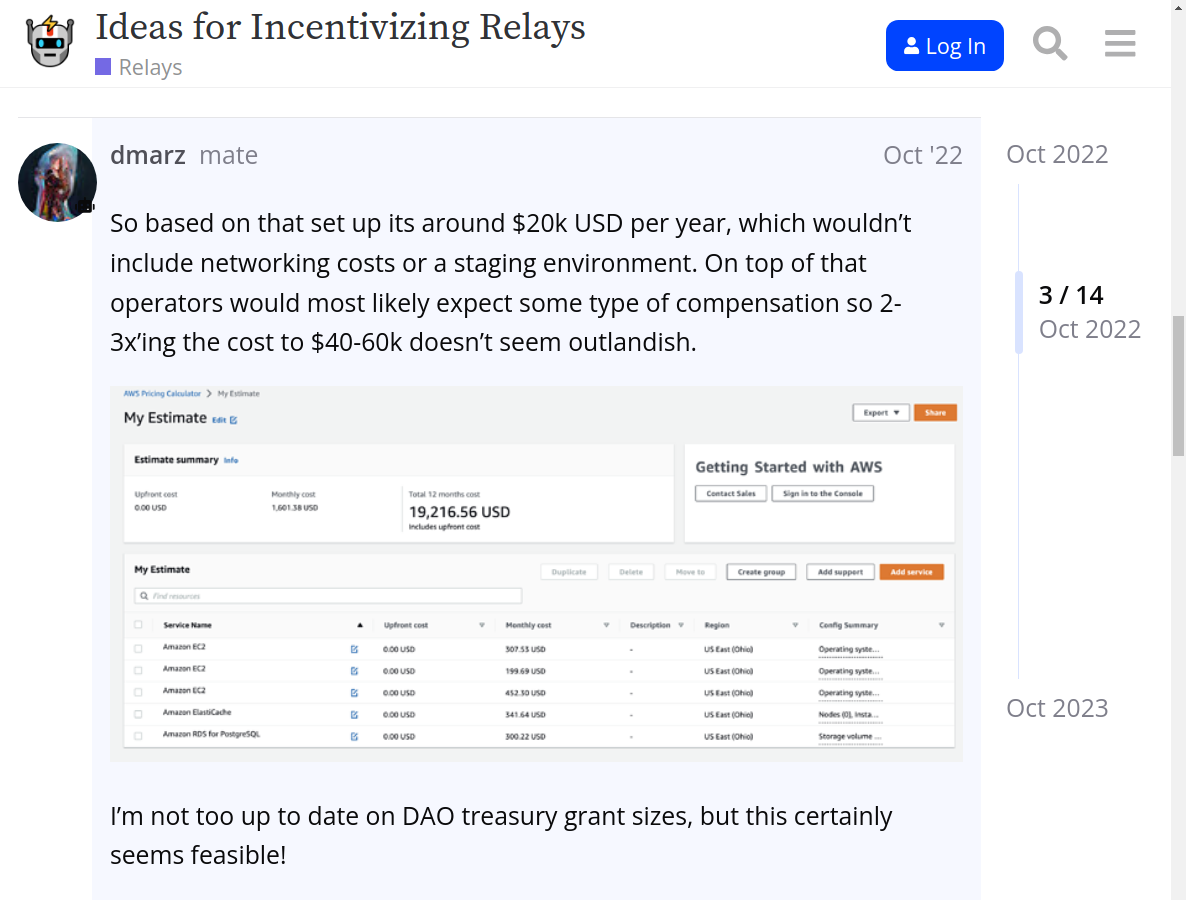 Ideas for Incentivizing Relays
Relays
Log In
dmarz mate
Oct '22
So based on that set up its around $20k USD per year, which wouldn’t
include networking costs or a staging environment. On top of that
operators would most likely expect some type of compensation so 2-
3x’ing the cost to $40-60k doesn’t seem outlandish.
AWS Pricing Calculator > My Estimate
My Estimate Edit
Export Share
Estimate summary Info
Upfront cost Monthly cost Total 12 months cost
0.00 USD 1,601.38 USD 19,216.56 USD
Includes upfront cost
Getting Started with AWS
Contact Sales Sign in to the Console
My Estimate
Duplicate Delete Move to Create group Add support Add service
Find resources
Service Name Upfront cost Monthly cost Description Region Config Summary
Amazon EC2 0.00 USD 307.53 USD - US East (Ohio) Operating syste...
Amazon EC2 0.00 USD 199.69 USD - US East (Ohio) Operating syste...
Amazon EC2 0.00 USD 452.30 USD - US East (Ohio) Operating syste...
Amazon ElastiCache 0.00 USD 341.64 USD - US East (Ohio) Nodes (0), Insta...
Amazon RDS for PostgreSQL 0.00 USD 300.22 USD - US East (Ohio) Storage volume ...
I’m not too up to date on DAO treasury grant sizes, but this certainly
seems feasible!
Oct 2022
3 / 14
Oct 2022
Oct 2023